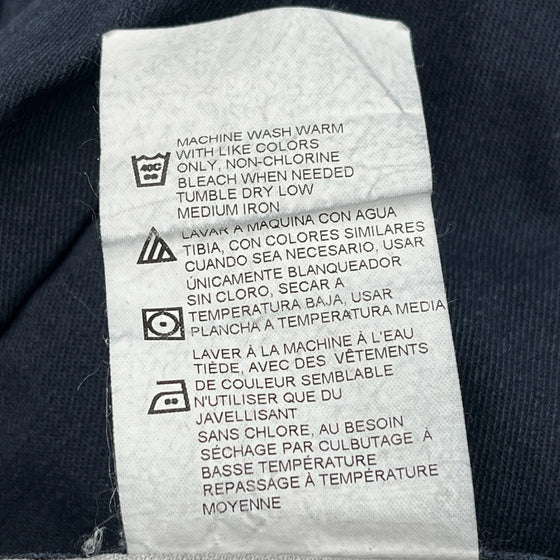 MACHINE WASH WARM
WITH LIKE COLORS
ONLY, NON-CHLORINE
BLEACH WHEN NEEDED
TUMBLE DRY LOW
MEDIUM IRON
40C
LAVAR A MAQUINA CON AGUA
TIBIA, CON COLORES SIMILARES
CUANDO SEA NECESARIO, USAR
ÚNICAMENTE BLANQUEADOR
SIN CLORO, SECAR A
TEMPERATURA BAJA, USAR
PLANCHA A TEMPERATURA MEDIA
LAVER À LA MACHINE À L'EAU
TIÈDE, AVEC DES VÊTEMENTS
DE COULEUR SEMBLABLE
N'UTILISER QUE DU
JAVELLISANT
SANS CHLORE, AU BESOIN
SÉCHAGE PAR CULBUTAGE À
BASSE TEMPÉRATURE
REPASSAGE À TEMPÉRATURE
MOYENNE